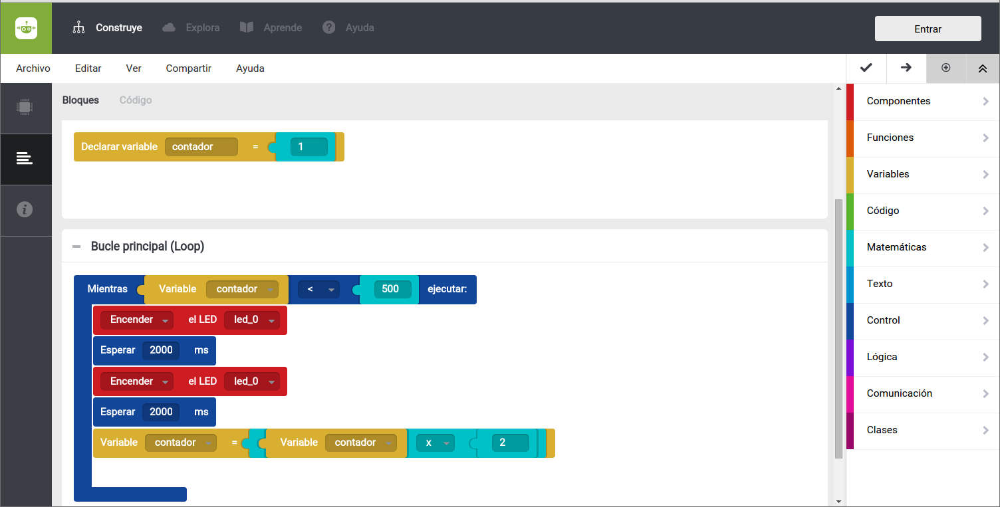 Construye Explora Aprende Ayuda Entrar
Archivo Editar Ver Compartir Ayuda
Bloques Código
Declarar variable contador = 1
Bucle principal (Loop)
Mientras Variable contador < 500 ejecutar:
Encender el LED led_0
Esperar 2000 ms
Encender el LED led_0
Esperar 2000 ms
Variable contador = Variable contador x 2
Componentes
Funciones
Variables
Código
Matemáticas
Texto
Control
Lógica
Comunicación
Clases